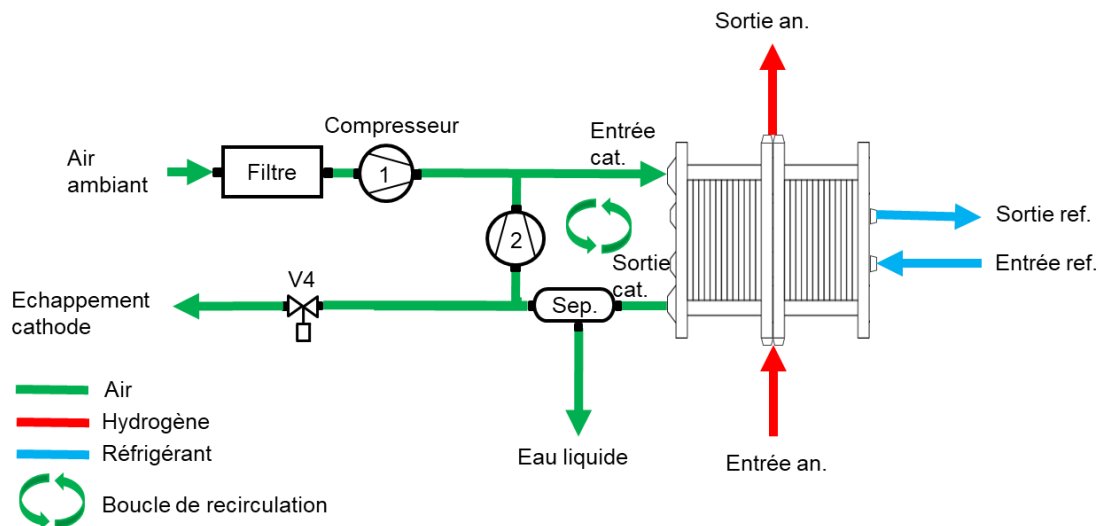 Sortie an.
Compresseur
Entrée
cat.
Air
ambiant
Filtre
1
2
Sortie ref.
Entrée ref.
Sortie
cat.
V4
Echappement
cathode
Sep.
Air
Hydrogène
Réfrigérant
Boucle de recirculation
Eau liquide
Entrée an.